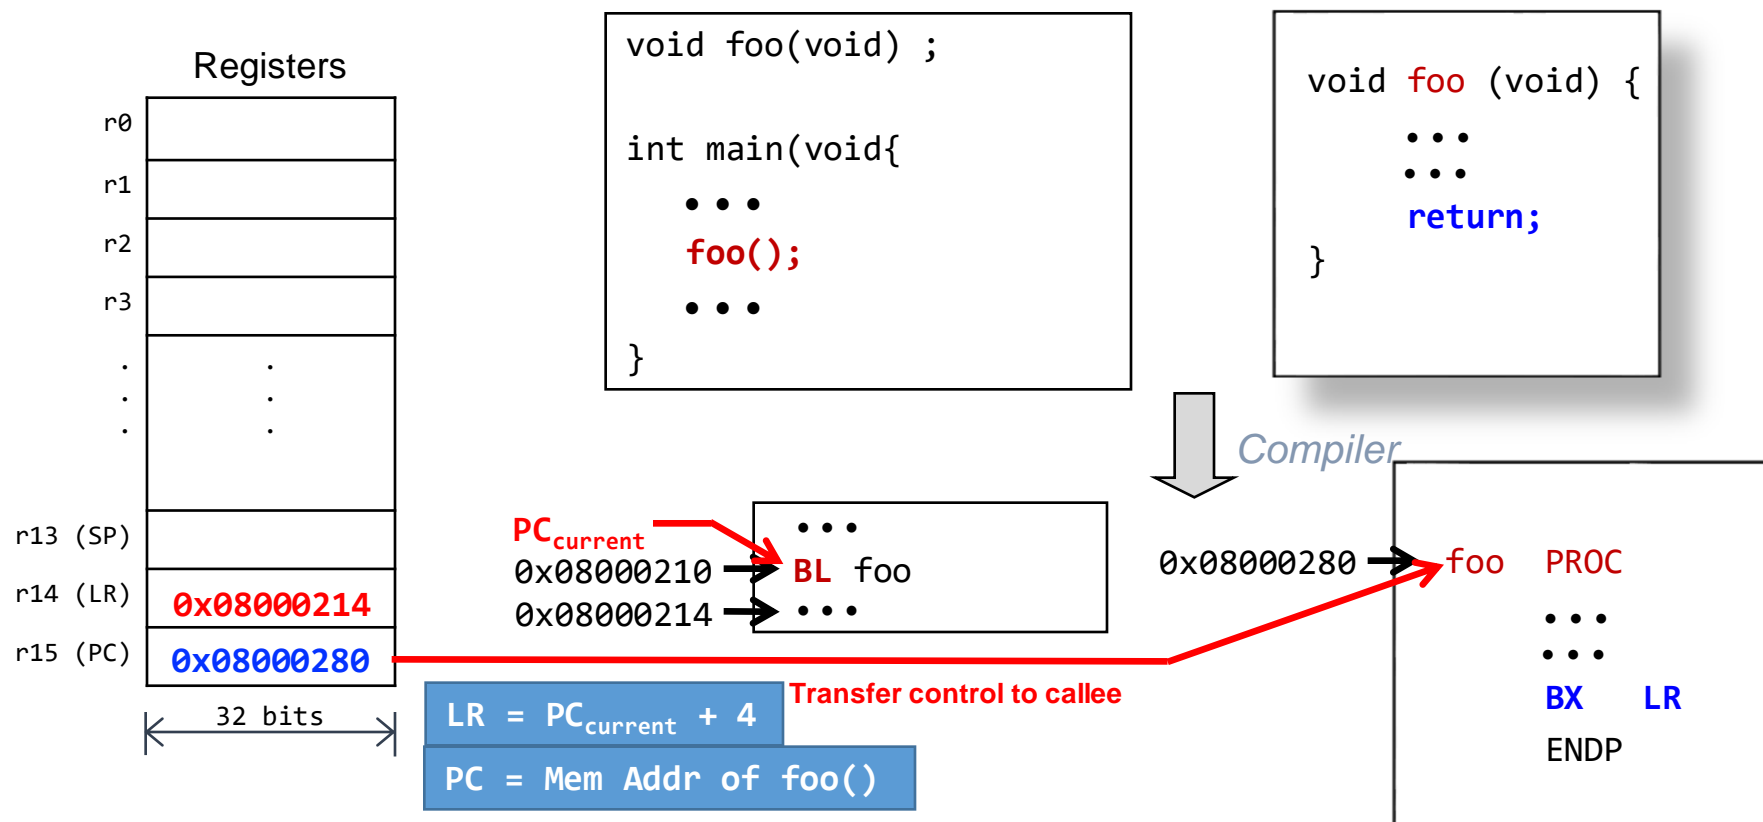 Registers
r0
r1
r2
r3
.
.
.
.
.
.
r13 (SP)
r14 (LR) 0x08000214
r15 (PC) 0x08000280
32 bits
void foo(void) ;
int main(void{
•••
foo();
•••
}
void foo (void) {
•••
•••
return;
}
Compiler
PCcurrent
•••
0x08000210 BL foo
0x08000214 •••
0x08000280 foo PROC
•••
•••
BX LR
ENDP
Transfer control to callee
LR = PCcurrent + 4
PC = Mem Addr of foo()